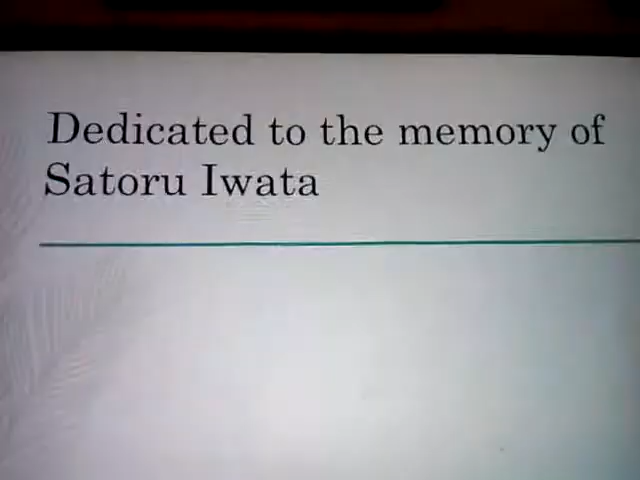 Dedicated to the memory of
Satoru Iwata